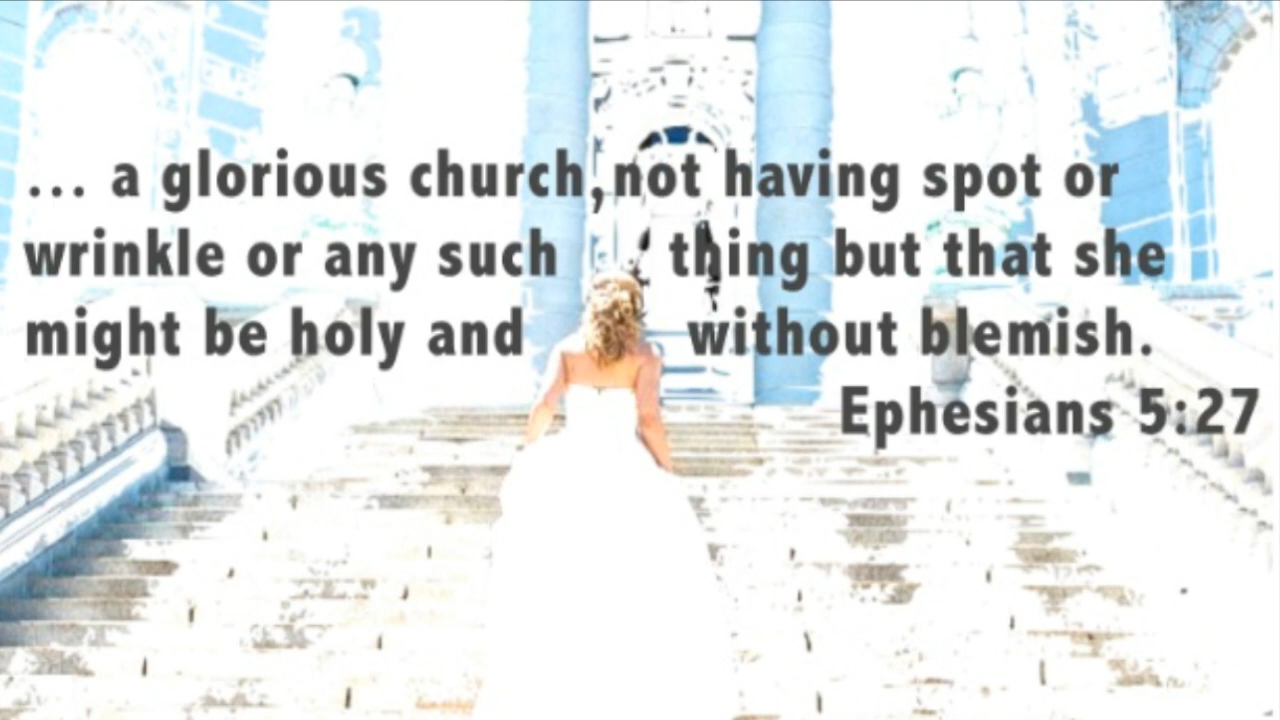 ... a glorious church,not having spot or
wrinkle or any such thing but that she
might be holy and without blemish.
Ephesians 5:27